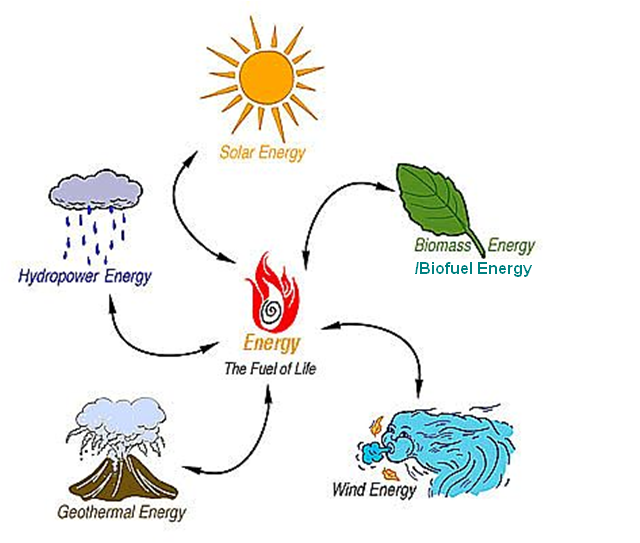 Solar Energy
Biomass Energy
/Biofuel Energy
Hydropower Energy
Energy
The Fuel of Life
Wind Energy
Geothermal Energy